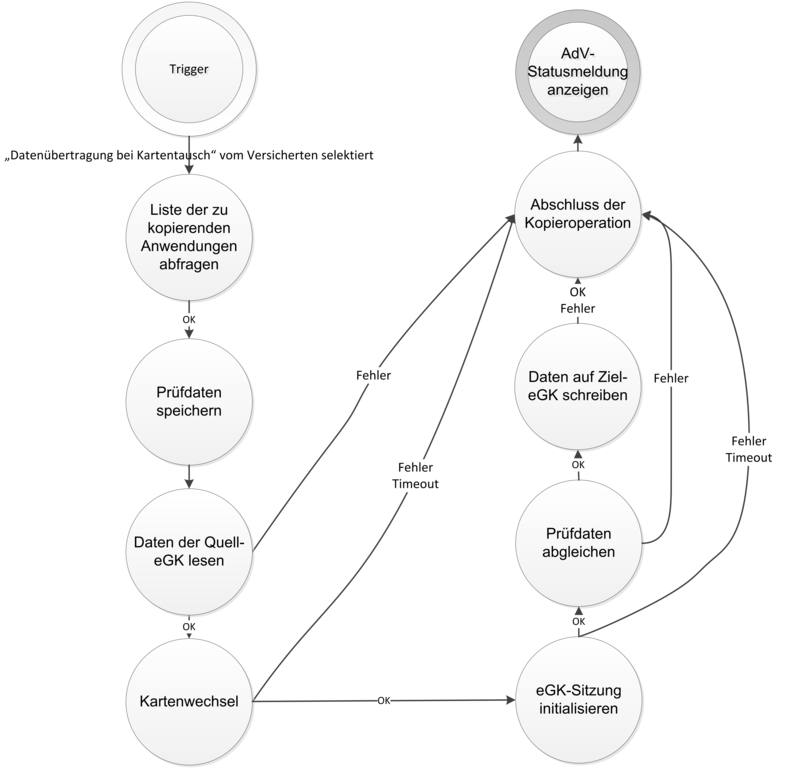 Trigger
„Datenübertragung bei Kartentausch“ vom Versicherten selektiert
Liste der zu
kopierenden
Anwendungen
abfragen
OK
Prüfdaten
speichern
Daten der Quell-
eGK lesen
OK
Kartenwechsel
Fehler
Fehler
Timeout
OK
AdV-
Statusmeldung
anzeigen
Abschluss der
Kopieroperation
OK
Fehler
Daten auf Ziel-
eGK schreiben
Fehler
OK
Fehler
Timeout
Prüfdaten
abgleichen
OK
eGK-Sitzung
initialisieren